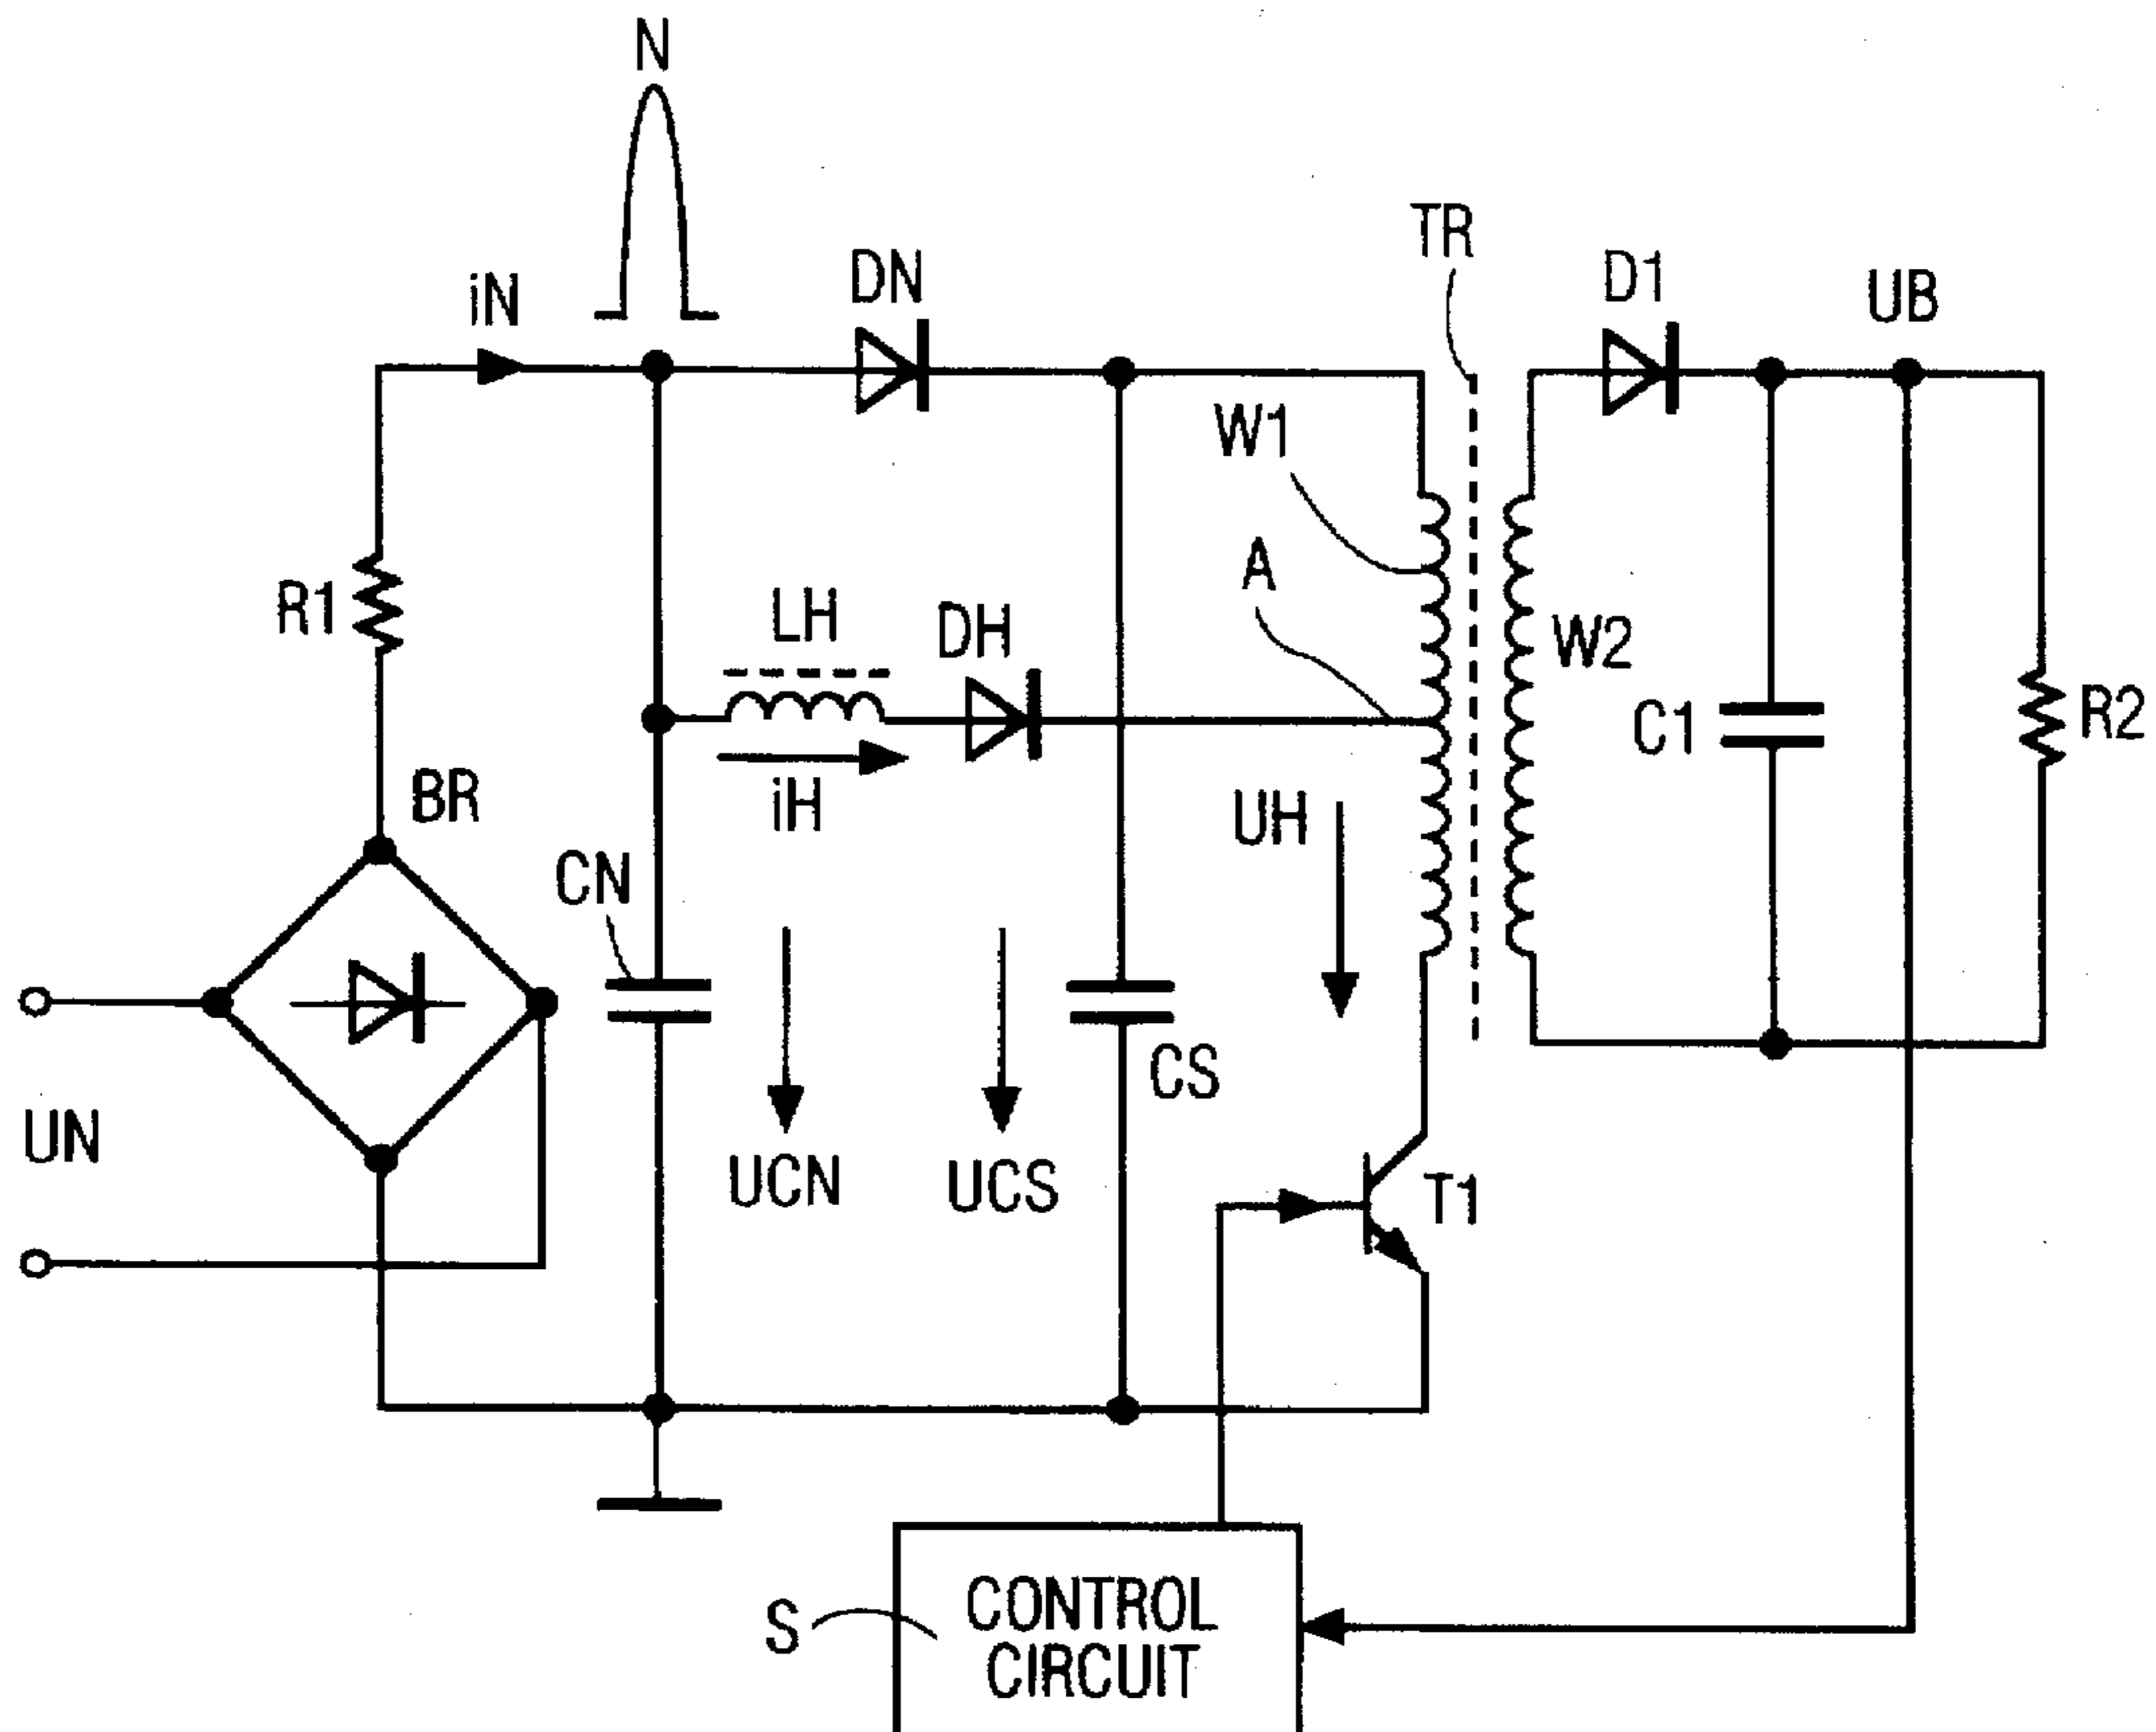 N
TR
iN
DN
D1
UB
W1
A
R1
LH
DH
W2
C1
R2
BR
iH
UH
CN
CS
UN
UCN
UCS
T1
S
CONTROL
CIRCUIT